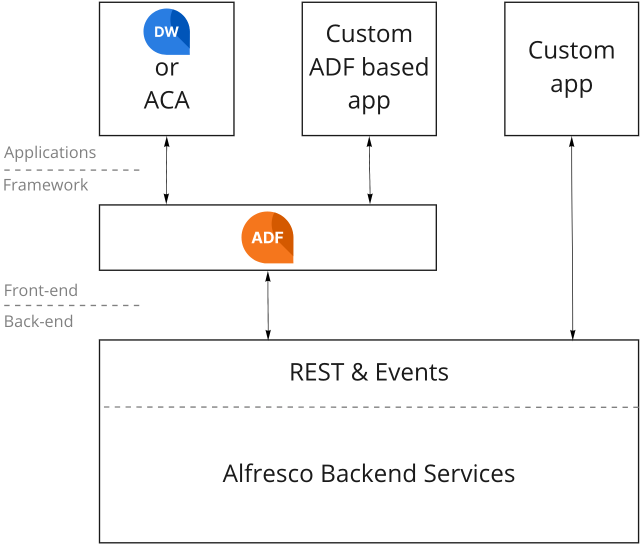 DW
or
ACA
Custom
ADF based
app
Custom
app
Applications
Framework
ADF
Front-end
Back-end
REST & Events
Alfresco Backend Services